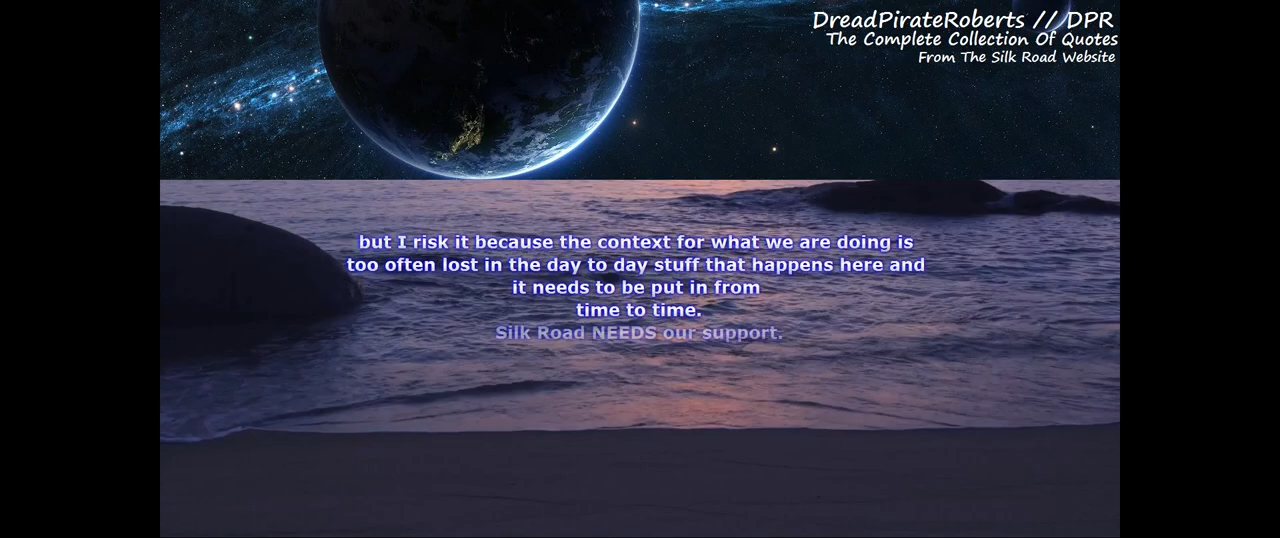 DreadPirateRoberts // DPR
The Complete Collection Of Quotes
From The Silk Road Website
but I risk it because the context for what we are doing is
too often lost in the day to day stuff that happens here and
it needs to be put in from
time to time.
Silk Road NEEDS our support.